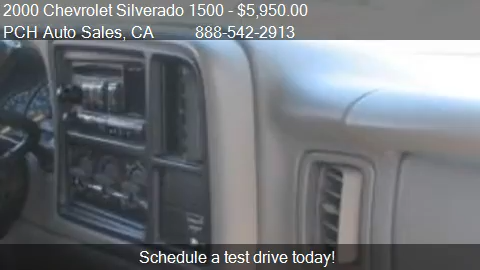 2000 Chevrolet Silverado 1500 - $5,950.00
PCH Auto Sales, CA 888-542-2913
Schedule a test drive today!